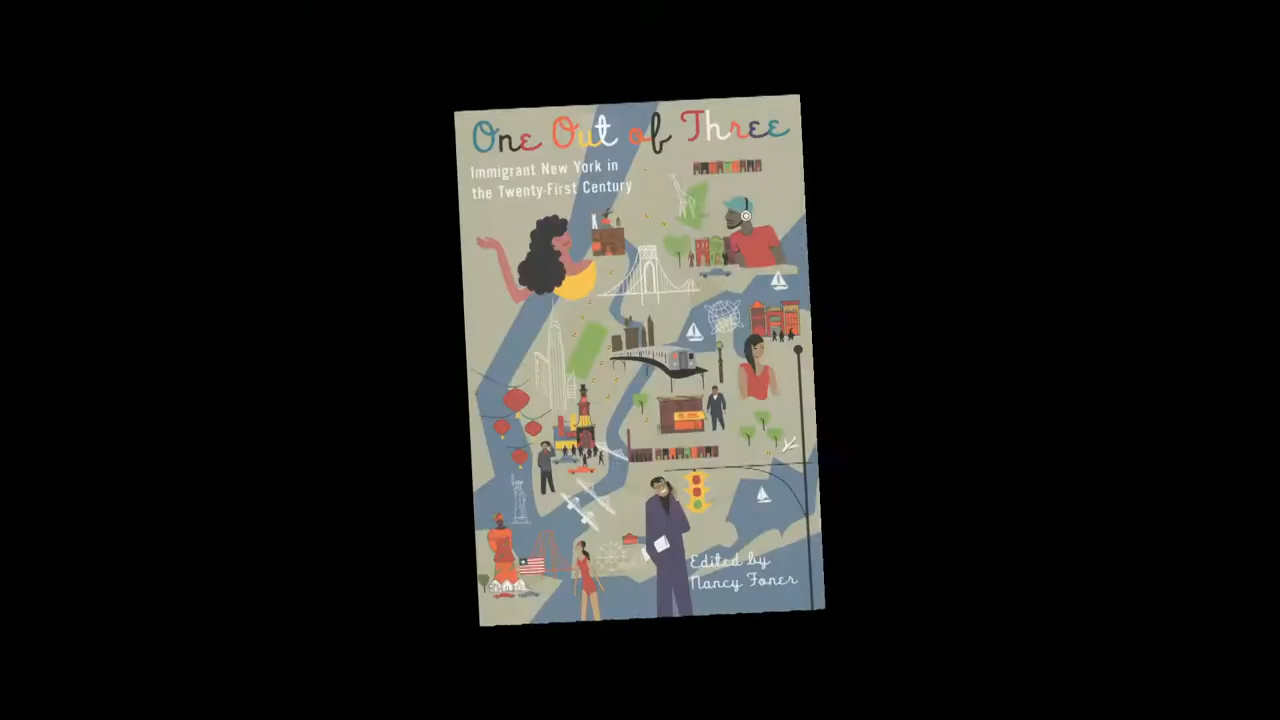 One Out of Three
Immigrant New York in
the Twenty-First Century
Edited by
Nancy Foner